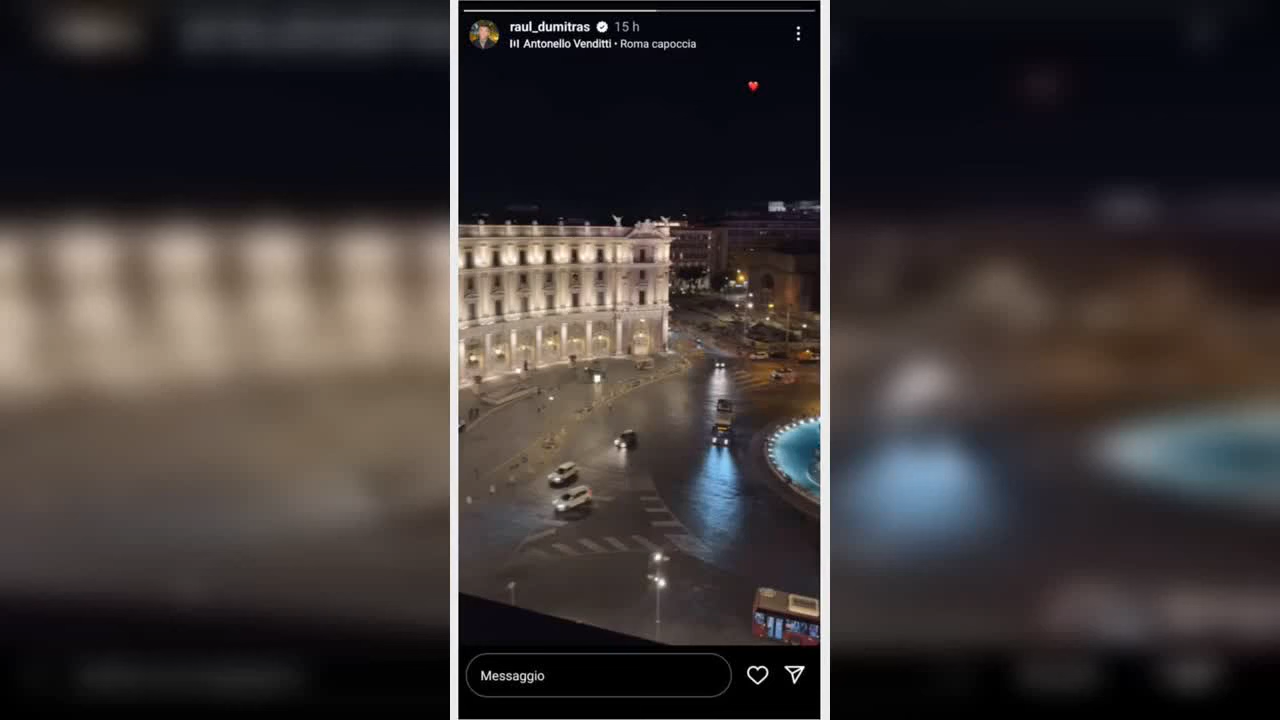 raul_dumitras 15 h
Antonello Venditti • Roma capoccia
Messaggio